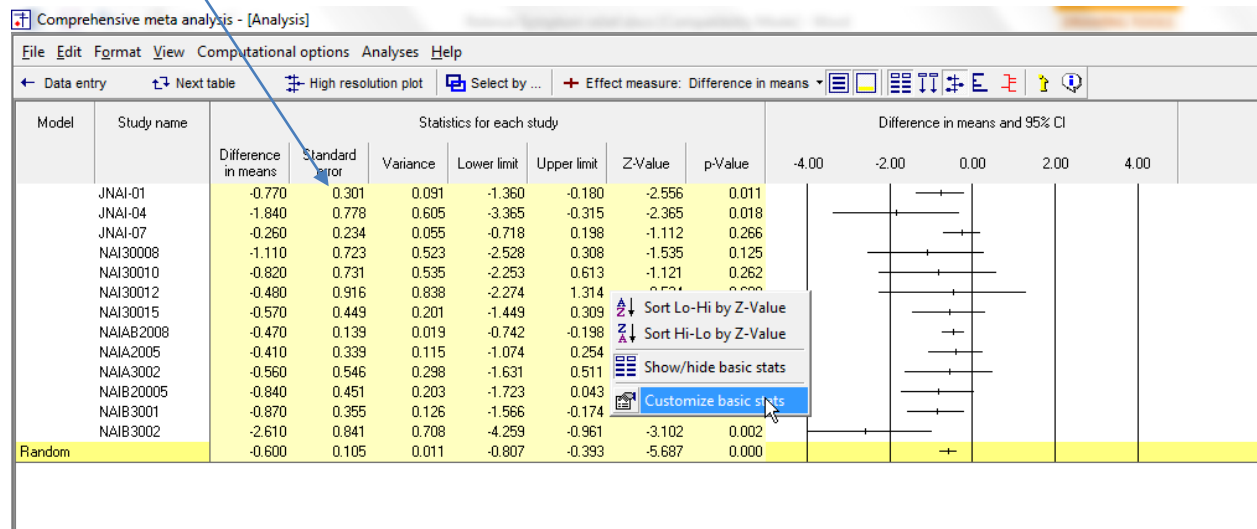 Comprehensive meta analysis - [Analysis]
File Edit Format View Computational options Analyses Help
Data entry Next table High resolution plot Select by ... Effect measure: Difference in means
Model Study name Statistics for each study Difference in means and 95% CI
Difference in means Standard error Variance Lower limit Upper limit Z-Value p-Value -4.00 -2.00 0.00 2.00 4.00
JNAI-01 -0.770 0.301 0.091 -1.360 -0.180 -2.556 0.011
JNAI-04 -1.840 0.778 0.605 -3.365 -0.315 -2.365 0.018
JNAI-07 -0.260 0.234 0.055 -0.718 0.198 -1.112 0.266
NAI30008 -1.110 0.723 0.523 -2.528 0.308 -1.535 0.125
NAI30010 -0.820 0.731 0.535 -2.253 0.613 -1.121 0.262
NAI30012 -0.480 0.916 0.838 -2.274 1.314
NAI30015 -0.570 0.449 0.201 -1.449 0.309
NAIAB2008 -0.470 0.139 0.019 -0.742 -0.198
NAIA2005 -0.410 0.339 0.115 -1.074 0.254
NAIA3002 -0.560 0.546 0.298 -1.631 0.511
NAIB20005 -0.840 0.451 0.203 -1.723 0.043
NAIB3001 -0.870 0.355 0.126 -1.566 -0.174
NAIB3002 -2.610 0.841 0.708 -4.259 -0.961 -3.102 0.002
Random -0.600 0.105 0.011 -0.807 -0.393 -5.687 0.000
Sort Lo-Hi by Z-Value
Sort Hi-Lo by Z-Value
Show/hide basic stats
Customize basic stats